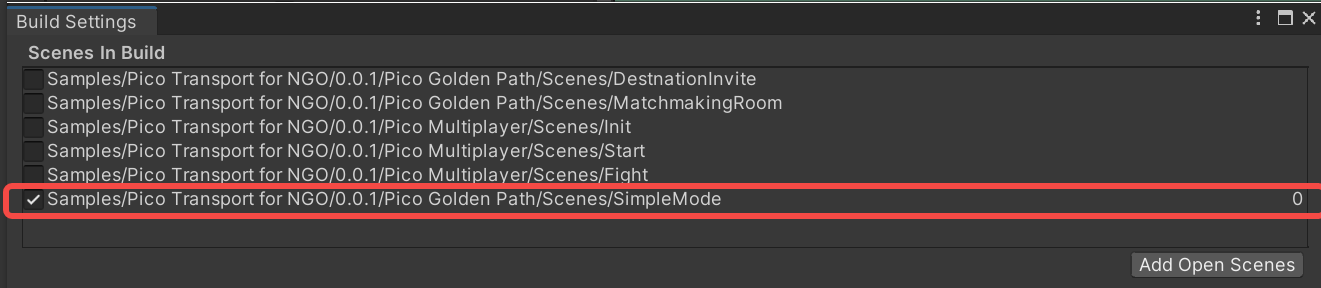 Build Settings
Scenes In Build
Samples/Pico Transport for NGO/0.0.1/Pico Golden Path/Scenes/DestnationInvite
Samples/Pico Transport for NGO/0.0.1/Pico Golden Path/Scenes/MatchmakingRoom
Samples/Pico Transport for NGO/0.0.1/Pico Multiplayer/Scenes/Init
Samples/Pico Transport for NGO/0.0.1/Pico Multiplayer/Scenes/Start
Samples/Pico Transport for NGO/0.0.1/Pico Multiplayer/Scenes/Fight
Samples/Pico Transport for NGO/0.0.1/Pico Golden Path/Scenes/SimpleMode 0
Add Open Scenes